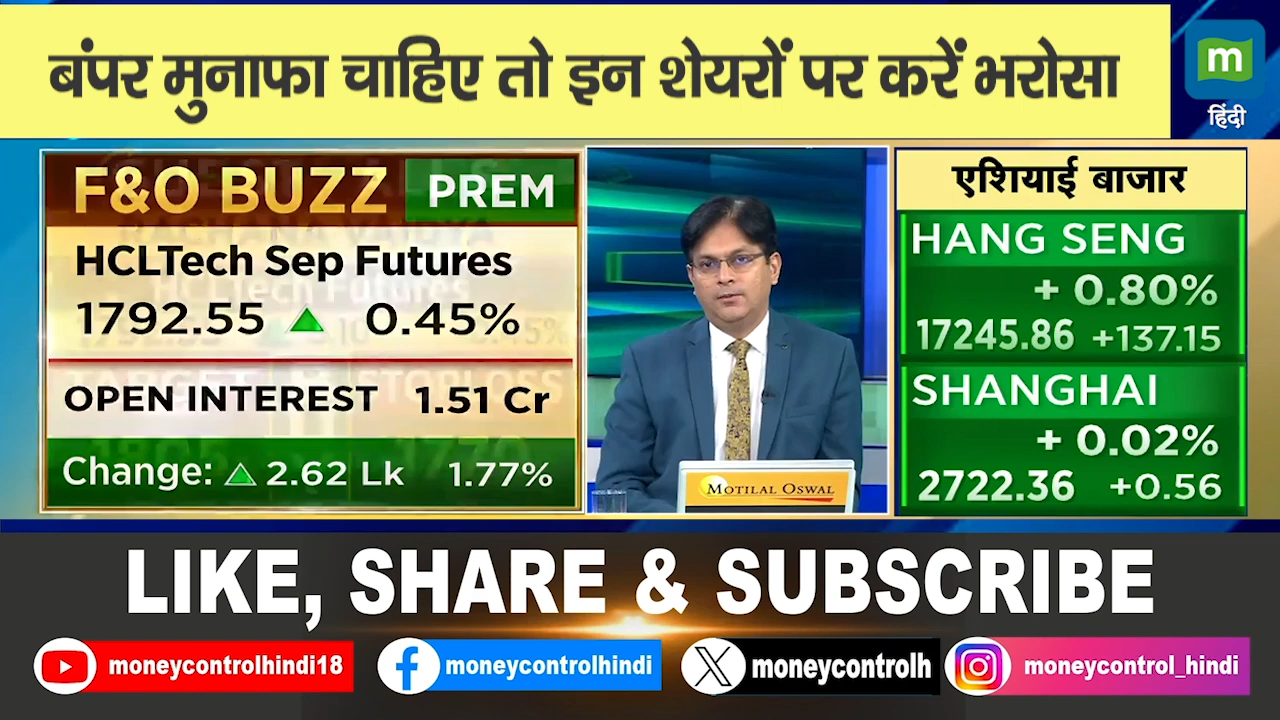 बंपर मुनाफा चाहिए तो इन शेयरों पर करें भरोसा
m
हिंदी
F&O BUZZ PREM
HCLTech Sep Futures
1792.55 0.45%
OPEN INTEREST 1.51 Cr
Change: 2.62 Lk 1.77%
MOTILAL OSWAL
एशियाई बाजार
HANG SENG
+ 0.80%
17245.86 +137.15
SHANGHAI
+ 0.02%
2722.36 +0.56
LIKE, SHARE & SUBSCRIBE
moneycontrolhindi18 moneycontrolhindi moneycontrolh moneycontrol_hindi